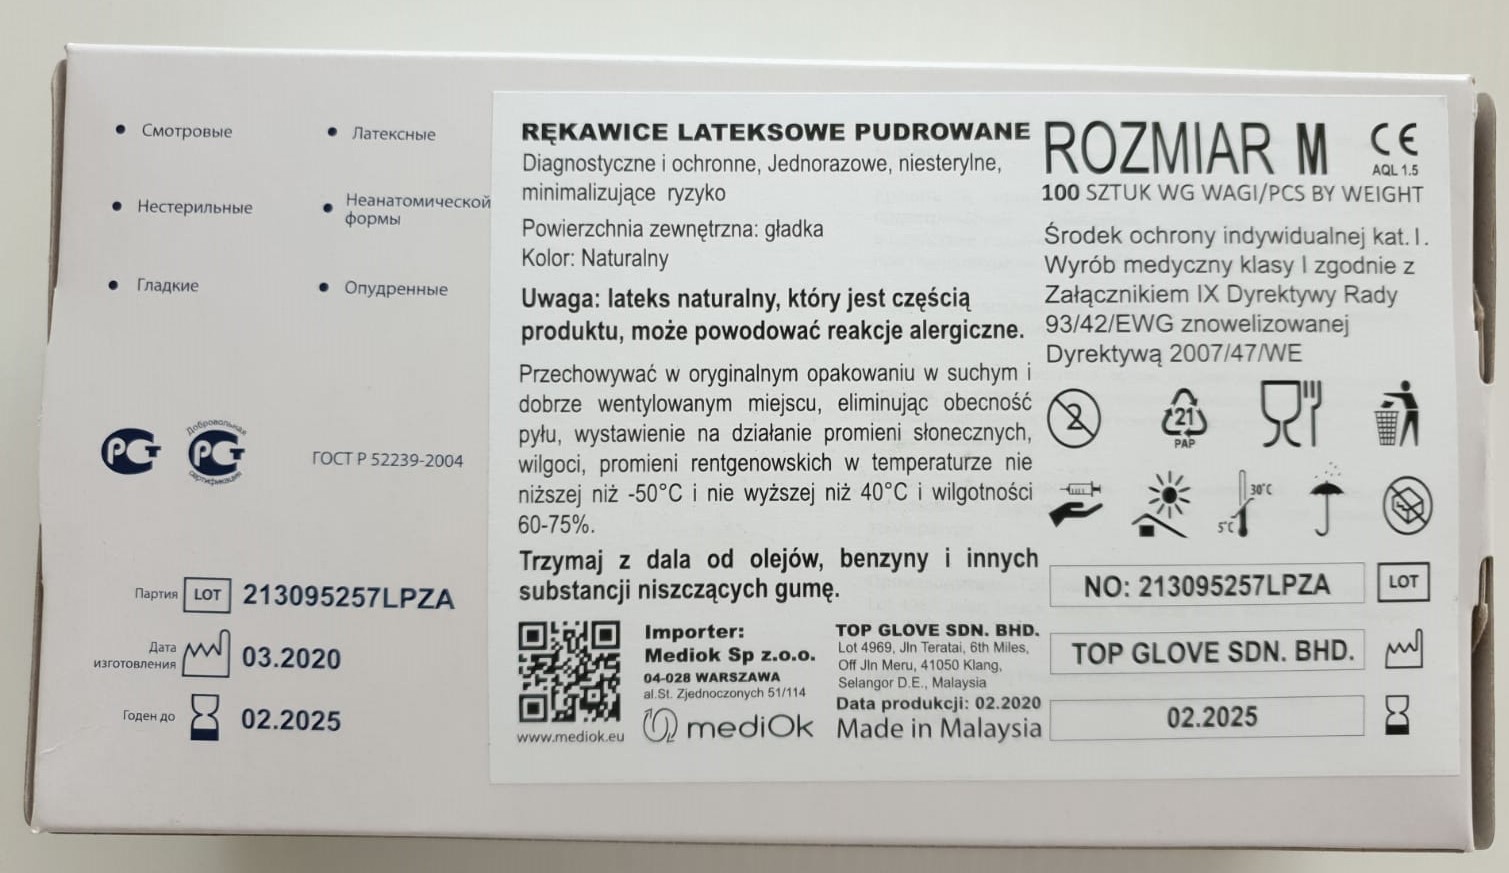 Смотровые
Латексные
Нестерильные
Неанатомической
формы
Гладкие
Опудренные
РСТ
Добровольная
РСТ
сертификация
ГОСТ Р 52239-2004
Партия LOT 213095257LPZA
Дата
изготовления 03.2020
Годен до 02.2025
RĘKAWICE LATEKSOWE PUDROWANE
Diagnostyczne i ochronne, Jednorazowe, niesterylne,
minimalizujące ryzyko
Powierzchnia zewnętrzna: gładka
Kolor: Naturalny
Uwaga: lateks naturalny, który jest częścią
produktu, może powodować reakcje alergiczne.
Przechowywać w oryginalnym opakowaniu w suchym i
dobrze wentylowanym miejscu, eliminując obecność
pyłu, wystawienie na działanie promieni słonecznych,
wilgoci, promieni rentgenowskich w temperaturze nie
niższej niż -50°C i nie wyższej niż 40°C i wilgotności
60-75%.
Trzymaj z dala od olejów, benzyny i innych
substancji niszczących gumę.
www.mediok.eu
Importer:
Mediok Sp z.o.o.
04-028 WARSZAWA
al.St. Zjednoczonych 51/114
mediOk
TOP GLOVE SDN. BHD.
Lot 4969, Jln Teratai, 6th Miles,
Off Jln Meru, 41050 Klang,
Selangor D.E., Malaysia
Data produkcji: 02.2020
Made in Malaysia
ROZMIAR M
CE
AQL 1.5
100 SZTUK WG WAGI/PCS BY WEIGHT
Środek ochrony indywidualnej kat. I.
Wyrób medyczny klasy I zgodnie z
Załącznikiem IX Dyrektywy Rady
93/42/EWG znowelizowanej
Dyrektywą 2007/47/WE
2
21
PAP
30°C
5°C
NO: 213095257LPZA LOT
TOP GLOVE SDN. BHD.
02.2025